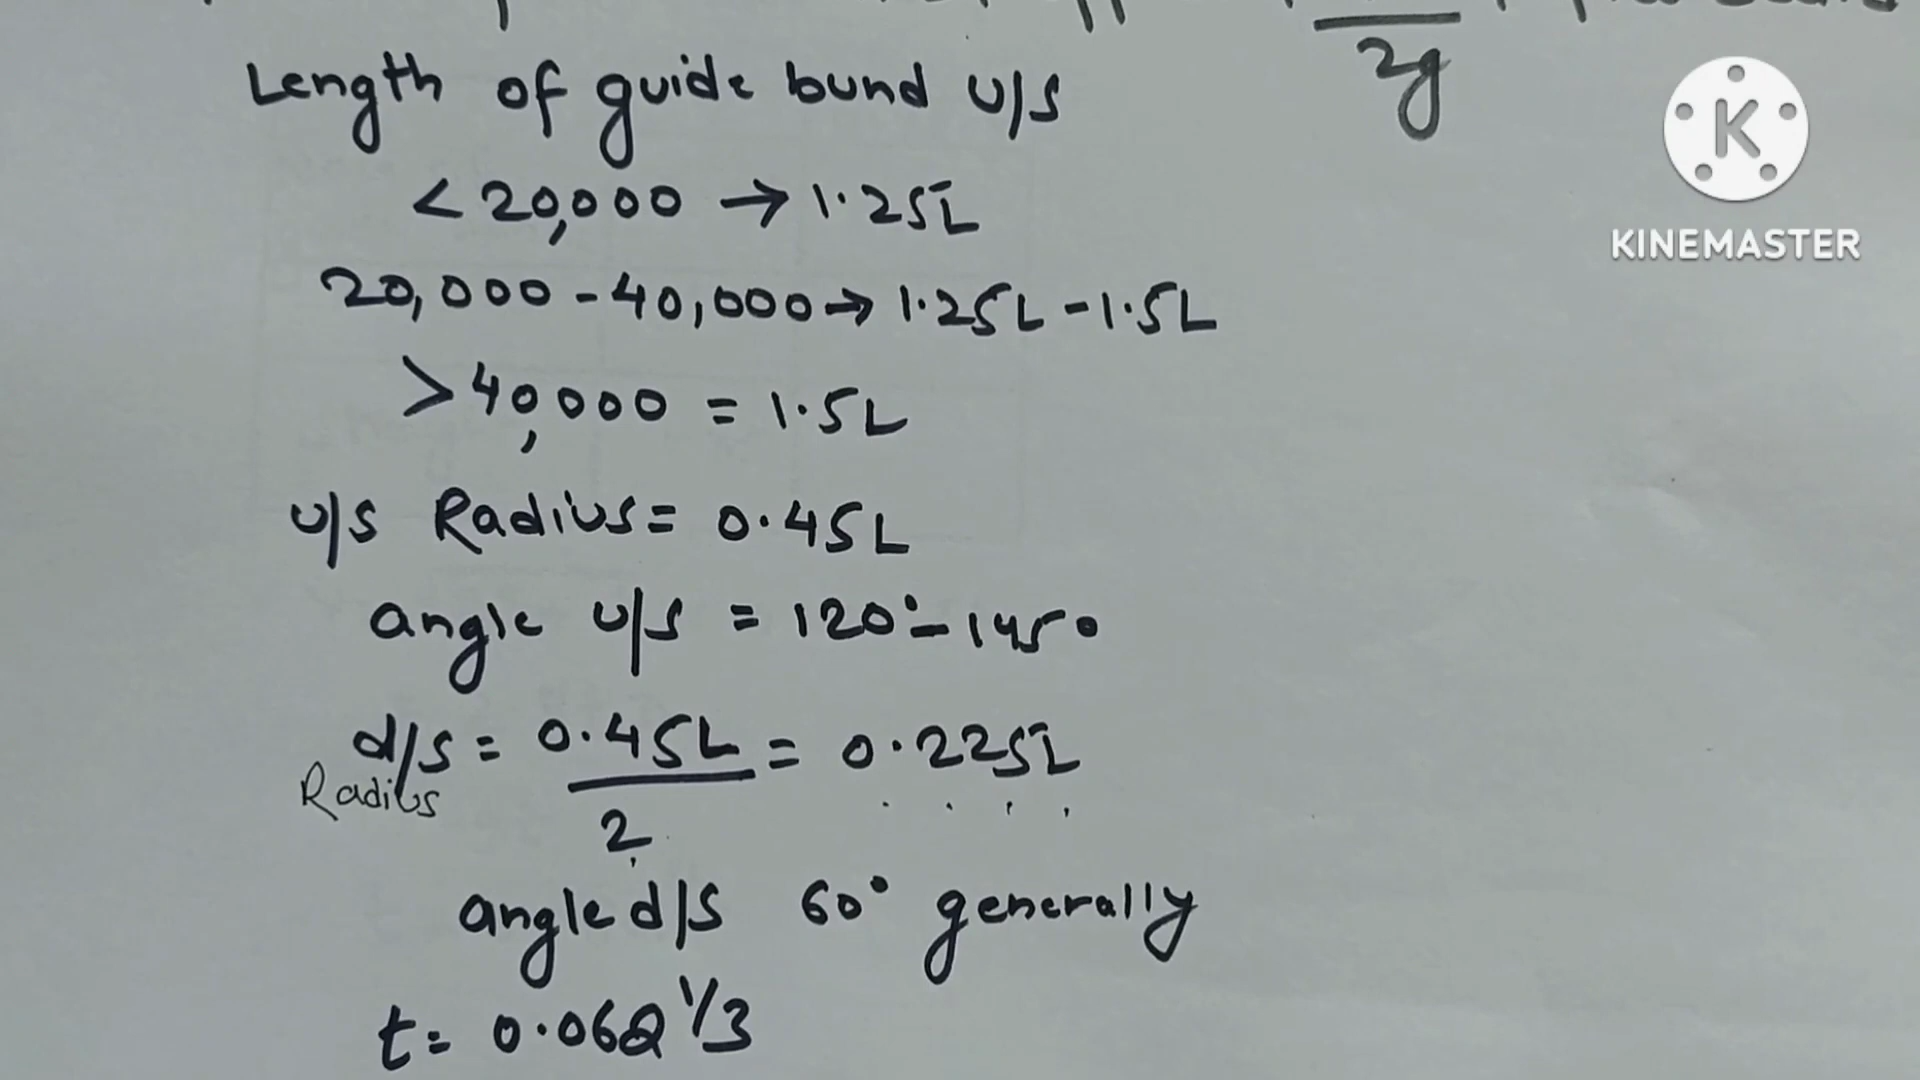 2g
Length of guide bund u/s
< 20,000 → 1.25L
20,000 - 40,000 → 1.25L - 1.5L
> 40,000 = 1.5L
u/s Radius = 0.45L
angle u/s = 120° - 145°
d/s Radius = 0.45L/2 = 0.225L
angle d/s 60° generally
t = 0.06Q^1/3
K
KINEMASTER